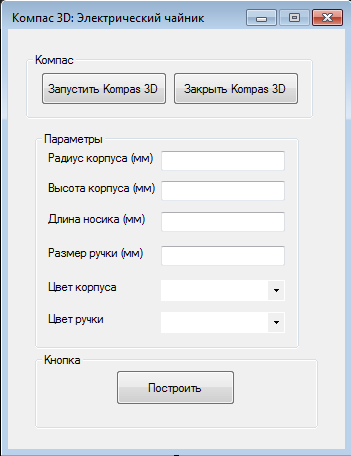 Компас 3D: Электрический чайник
Компас
Запустить Kompas 3D Закрыть Kompas 3D
Параметры
Радиус корпуса (мм)
Высота корпуса (мм)
Длина носика (мм)
Размер ручки (мм)
Цвет корпуса
Цвет ручки
Кнопка
Построить